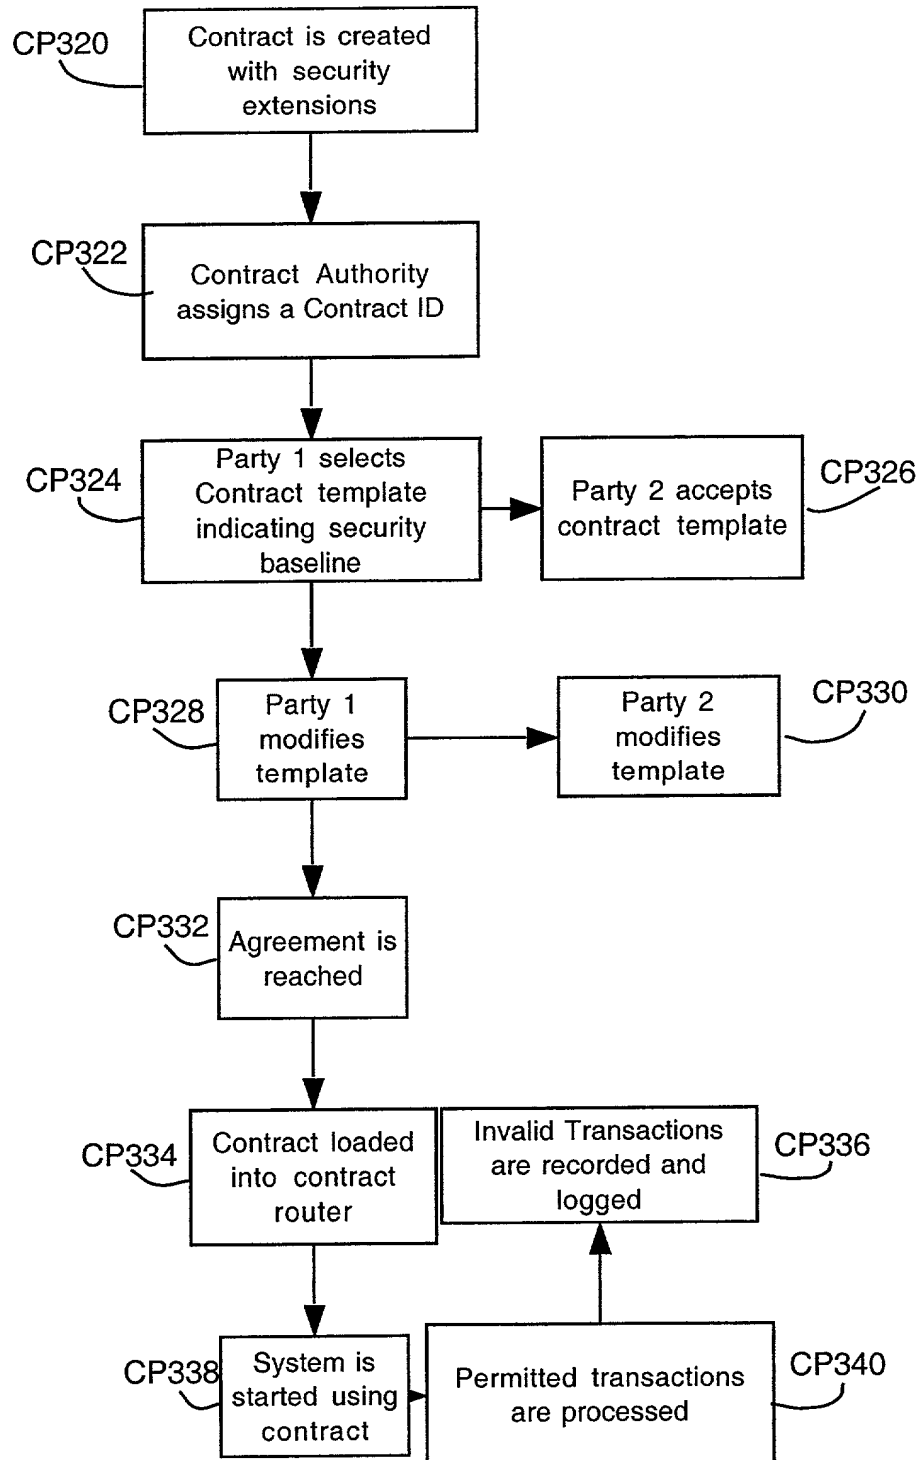 CP320
Contract is created
with security
extensions
CP322
Contract Authority
assigns a Contract ID
CP324
Party 1 selects
Contract template
indicating security
baseline
Party 2 accepts
contract template
CP326
CP328
Party 1
modifies
template
Party 2
modifies
template
CP330
CP332
Agreement is
reached
CP334
Contract loaded
into contract
router
Invalid Transactions
are recorded and
logged
CP336
CP338
System is
started using
contract
Permitted transactions
are processed
CP340